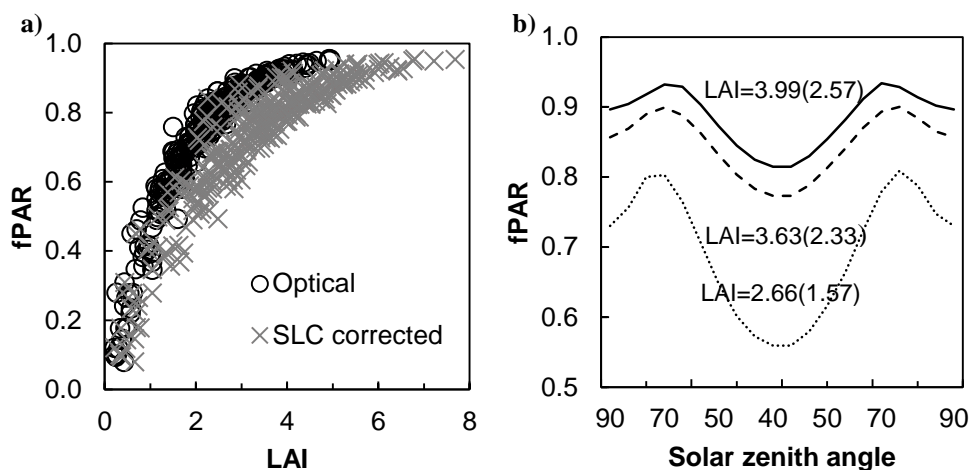 a)
1.0
0.8
0.6
0.4
0.2
0.0
fPAR
Optical
SLC corrected
0 2 4 6 8
LAI
b)
1.0
0.9
0.8
0.7
0.6
0.5
fPAR
LAI=3.99(2.57)
LAI=3.63(2.33)
LAI=2.66(1.57)
90 70 50 40 50 70 90
Solar zenith angle